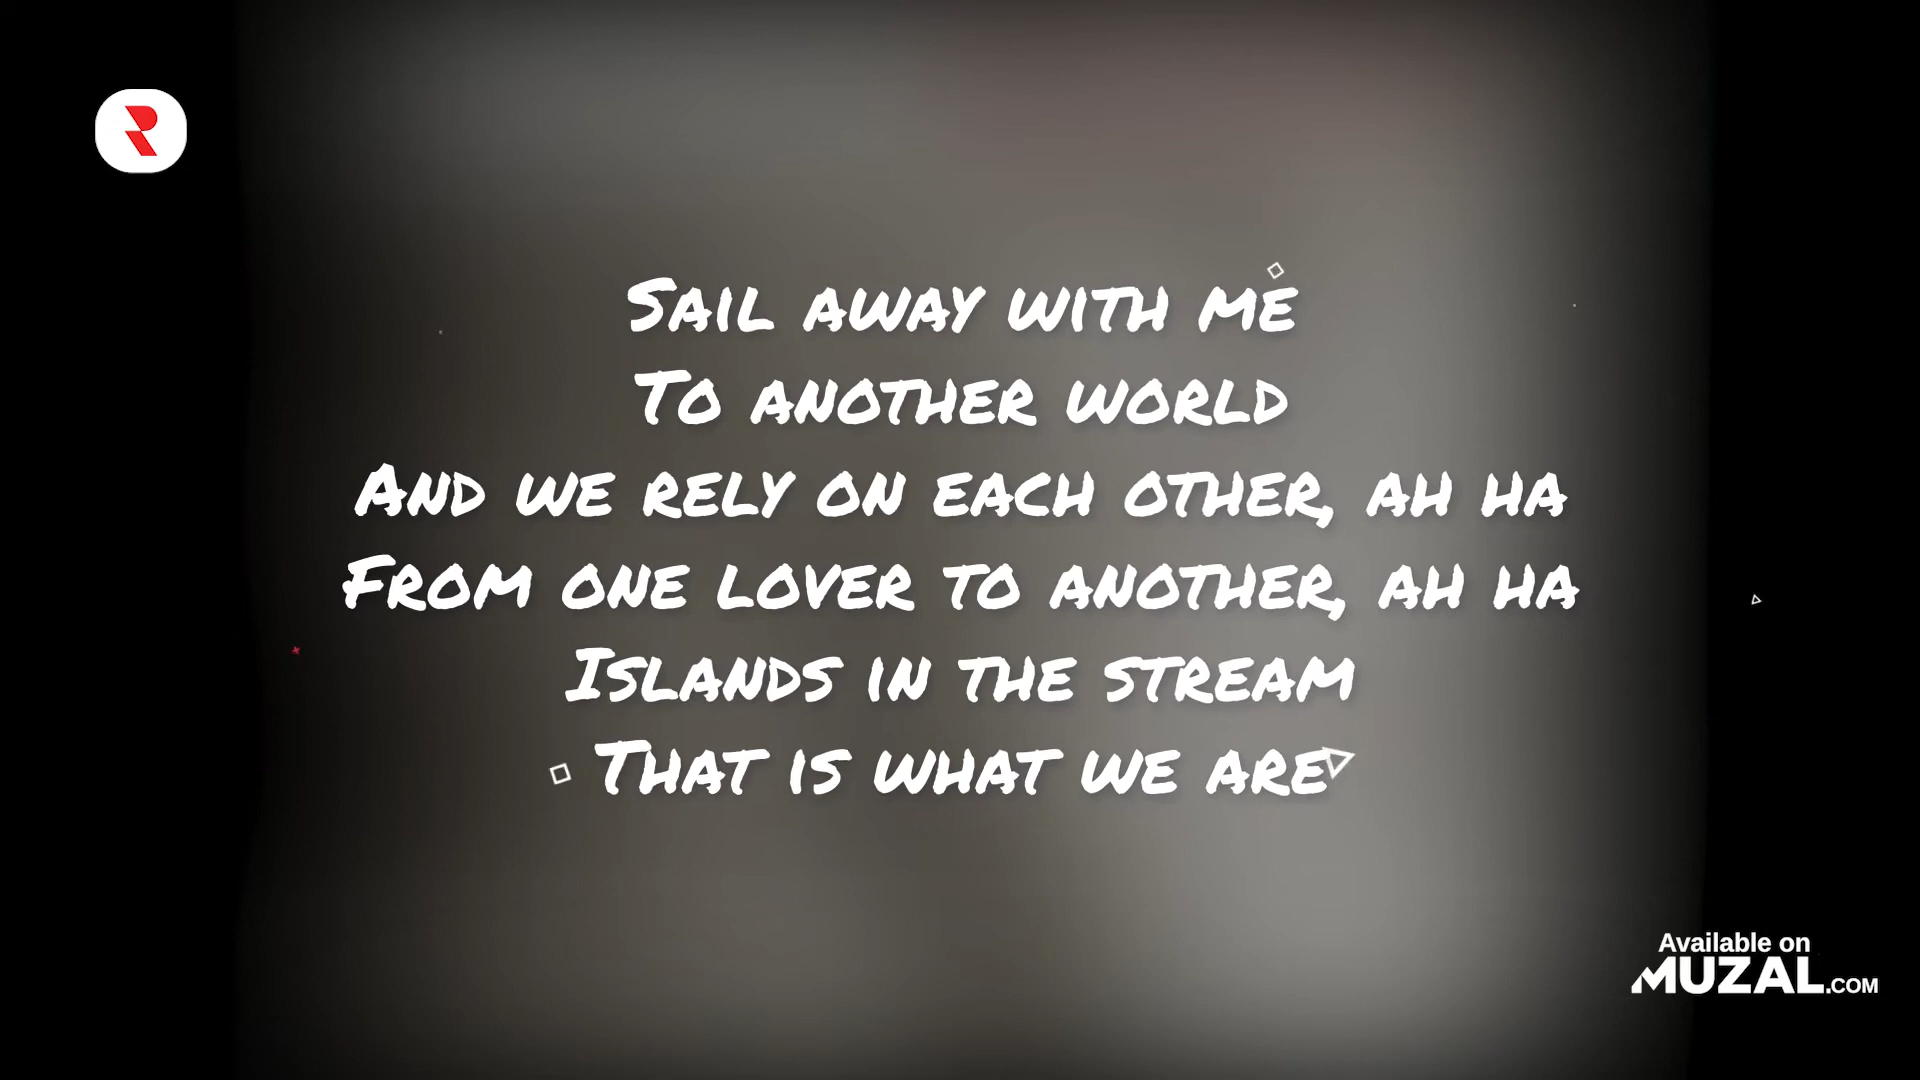 Sail away with me
To another world
And we rely on each other, ah ha
From one lover to another, ah ha
Islands in the stream
That is what we are
Available on
MUZAL.COM